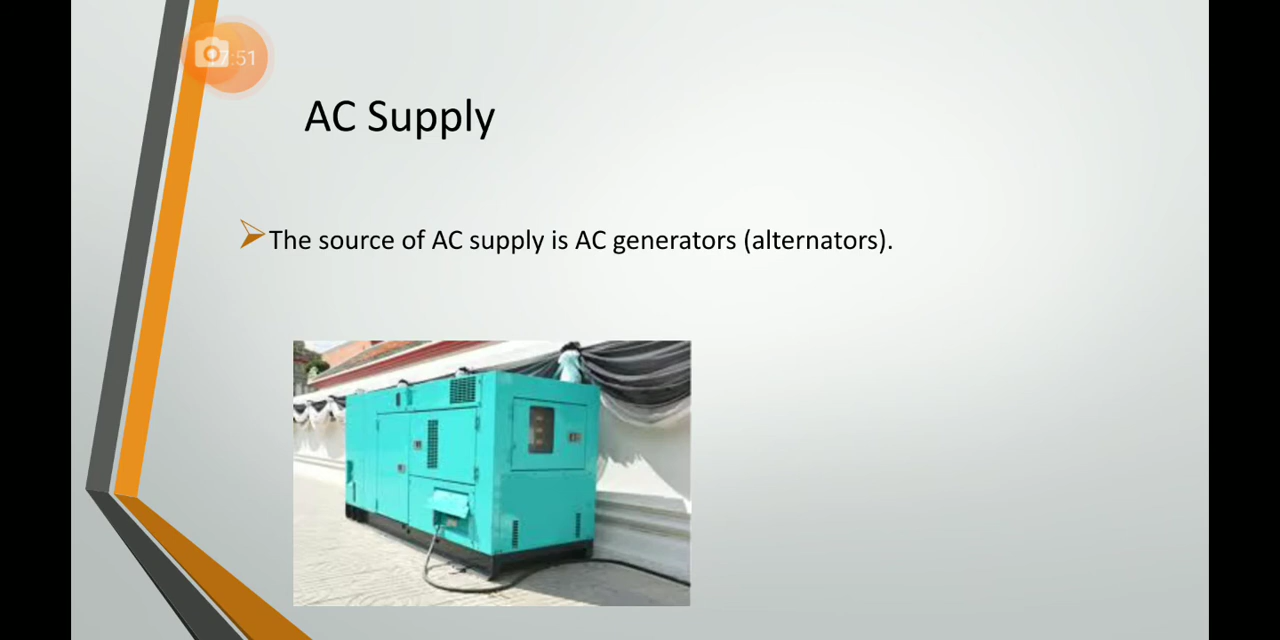 AC Supply
The source of AC supply is AC generators (alternators).